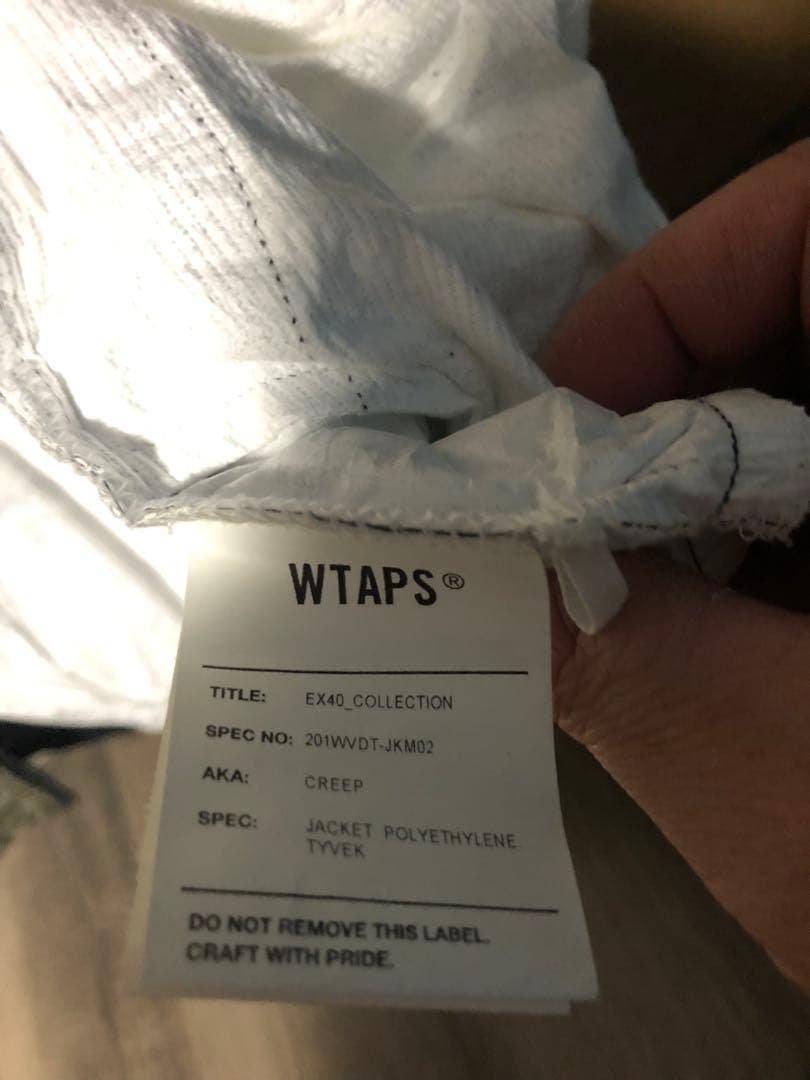 WTAPS®
TITLE: EX40_COLLECTION
SPEC NO: 201WVDT-JKM02
AKA: CREEP
SPEC: JACKET POLYETHYLENE
TYVEK
DO NOT REMOVE THIS LABEL.
CRAFT WITH PRIDE.